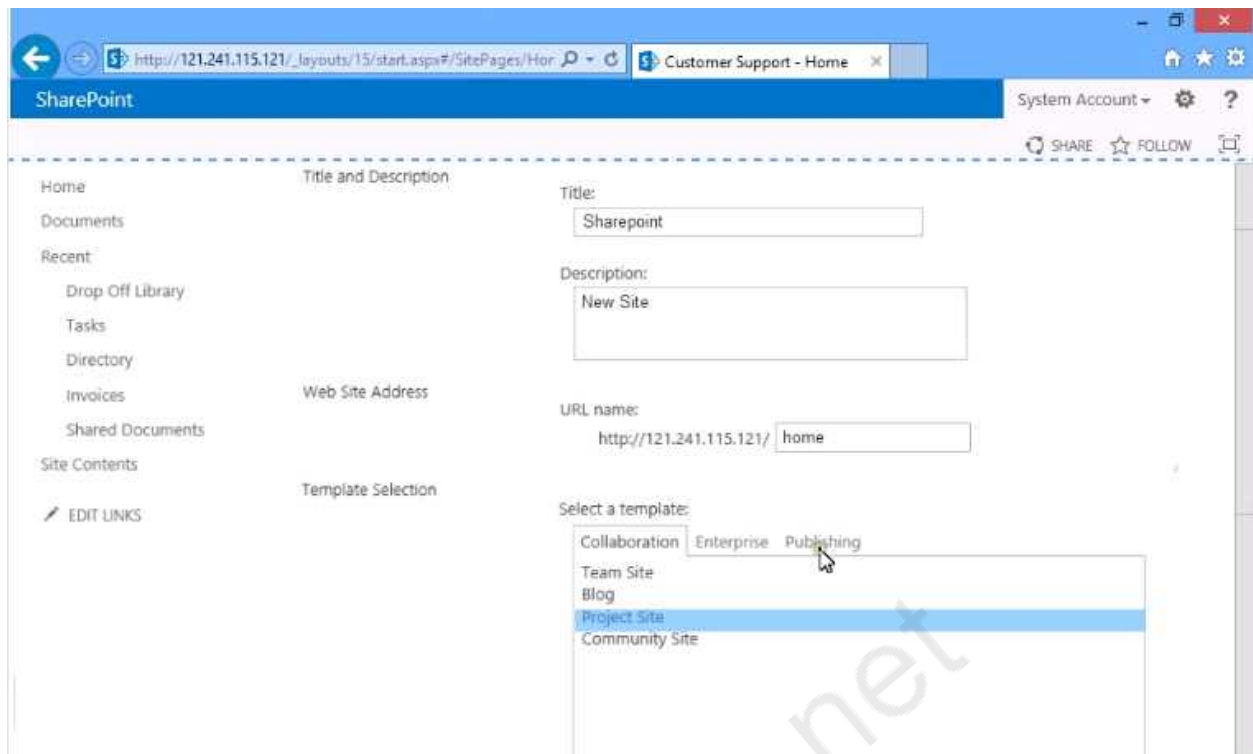 http://121.241.115.121/_layouts/15/start.aspx#/SitePages/Hor
Customer Support - Home
SharePoint
System Account
?
SHARE
FOLLOW
Home
Documents
Recent
Drop Off Library
Tasks
Directory
Invoices
Shared Documents
Site Contents
EDIT LINKS
Title and Description
Title:
Sharepoint
Description:
New Site
Web Site Address
URL name:
http://121.241.115.121/ home
Template Selection
Select a template:
Collaboration Enterprise Publishing
Team Site
Blog
Project Site
Community Site
net